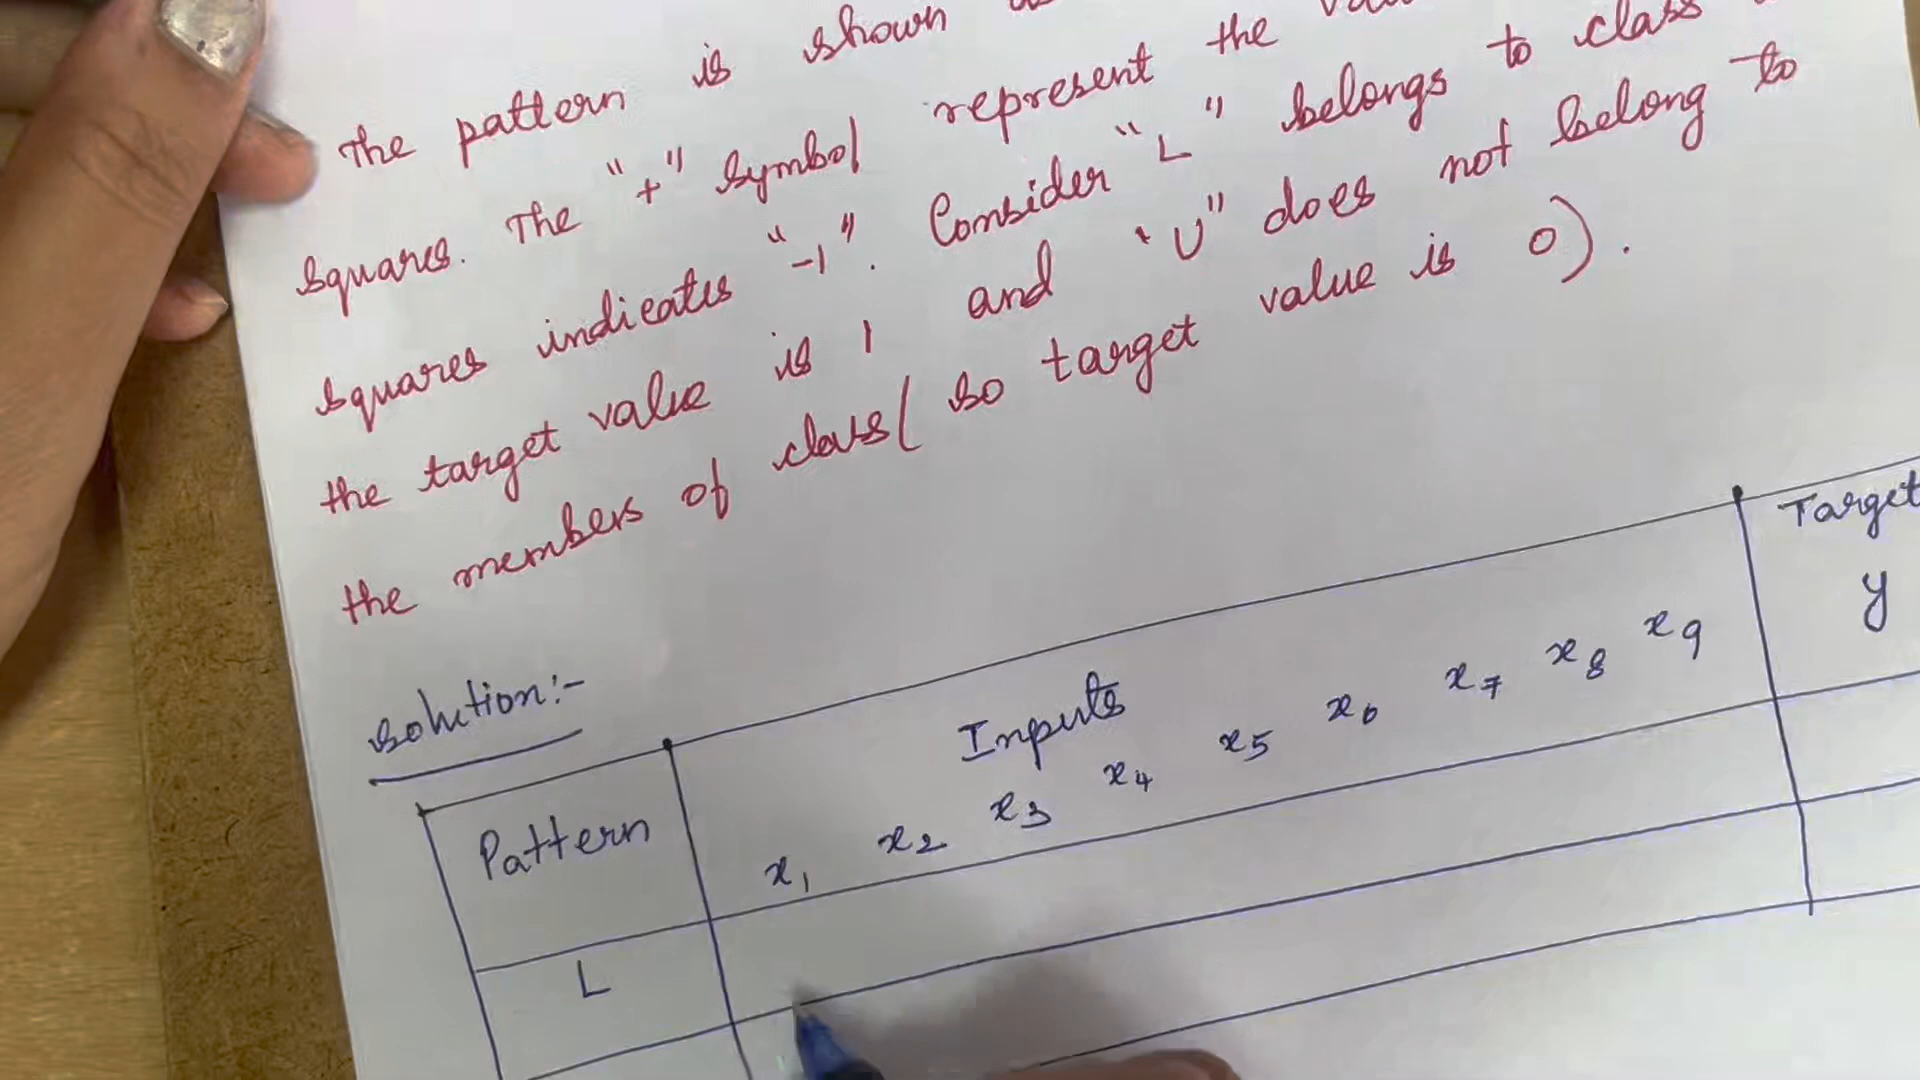 The pattern is shown
squares. The "+" symbol represent the
squares indicates "-1". Consider "L" belongs to class
the target value is 1 and "U" does not belong to
the members of class( so target value is 0).
Solution:-
Pattern Inputs Target
x1 x2 x3 x4 x5 x6 x7 x8 x9 y
L